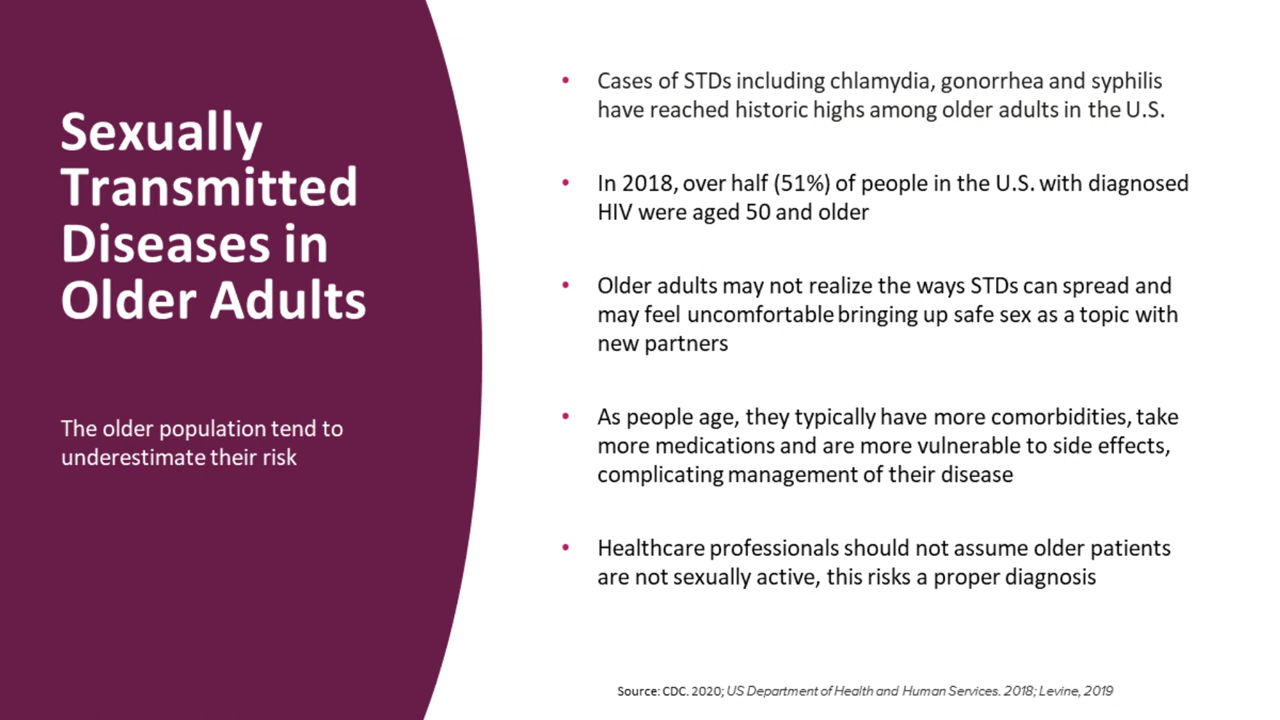 Sexually
Transmitted
Diseases in
Older Adults
The older population tend to
underestimate their risk
• Cases of STDs including chlamydia, gonorrhea and syphilis
have reached historic highs among older adults in the U.S.
• In 2018, over half (51%) of people in the U.S. with diagnosed
HIV were aged 50 and older
• Older adults may not realize the ways STDs can spread and
may feel uncomfortable bringing up safe sex as a topic with
new partners
• As people age, they typically have more comorbidities, take
more medications and are more vulnerable to side effects,
complicating management of their disease
• Healthcare professionals should not assume older patients
are not sexually active, this risks a proper diagnosis
Source: CDC. 2020; US Department of Health and Human Services. 2018; Levine, 2019